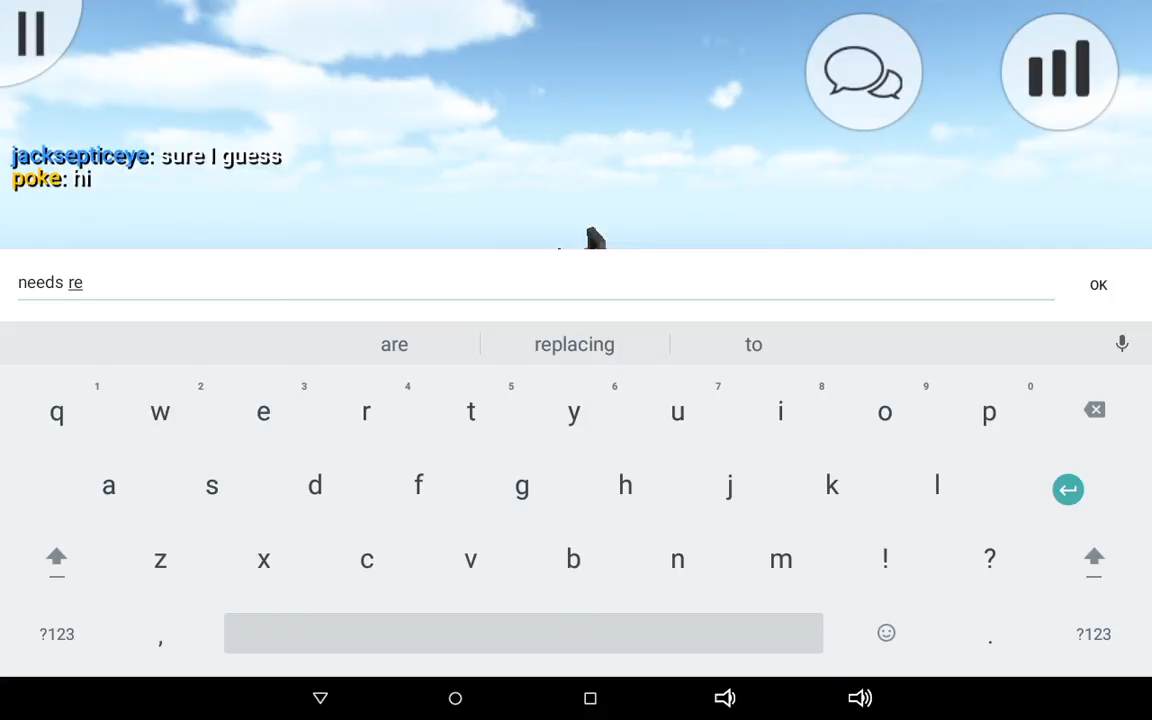 jacksepticeye: sure I guess
poke: hi
needs re
OK
are replacing to
1 2 3 4 5 6 7 8 9 0
q w e r t y u i o p
a s d f g h j k l
z x c v b n m ! ?
?123 , . ?123